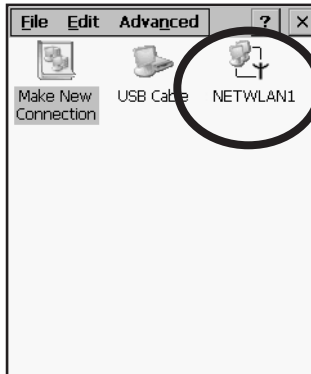 File Edit Advanced ? ×
Make New Connection
USB Cable
NETWLAN1